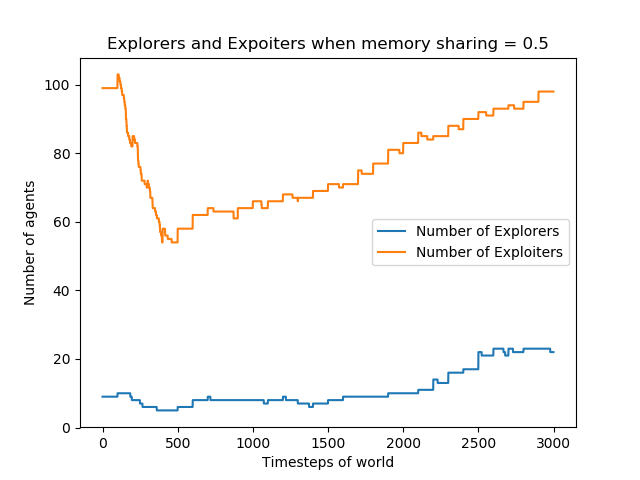 Explorers and Expoiters when memory sharing = 0.5
Number of agents
100
80
60
40
20
0
Number of Explorers
Number of Exploiters
0 500 1000 1500 2000 2500 3000
Timesteps of world